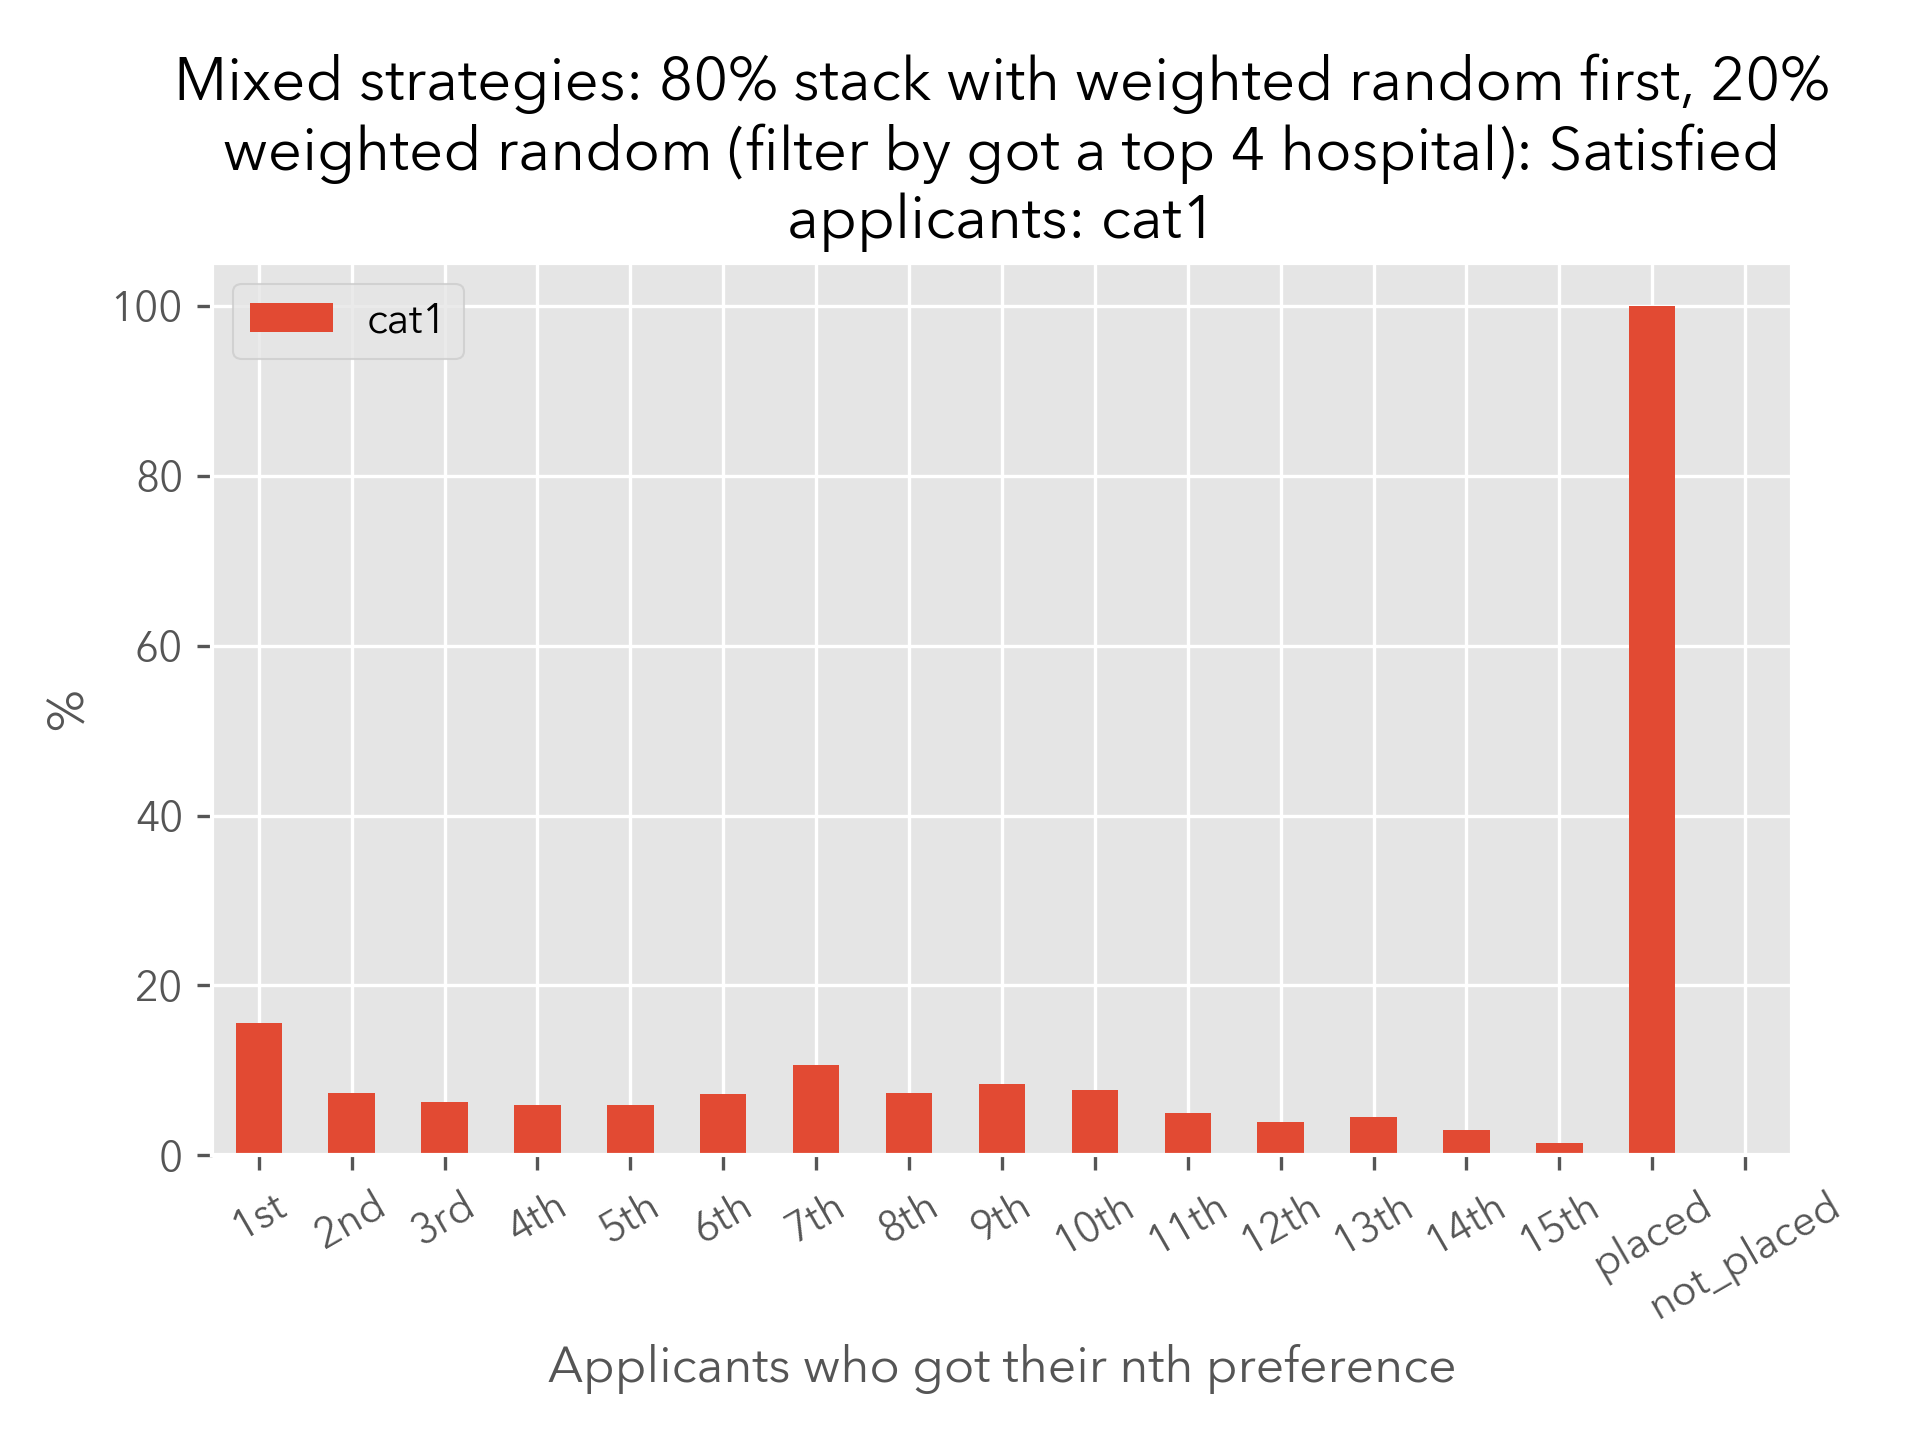 Mixed strategies: 80% stack with weighted random first, 20%
weighted random (filter by got a top 4 hospital): Satisfied
applicants: cat1
cat1
100
80
60
40
20
0
%
1st
2nd
3rd
4th
5th
6th
7th
8th
9th
10th
11th
12th
13th
14th
15th
placed
not_placed
Applicants who got their nth preference